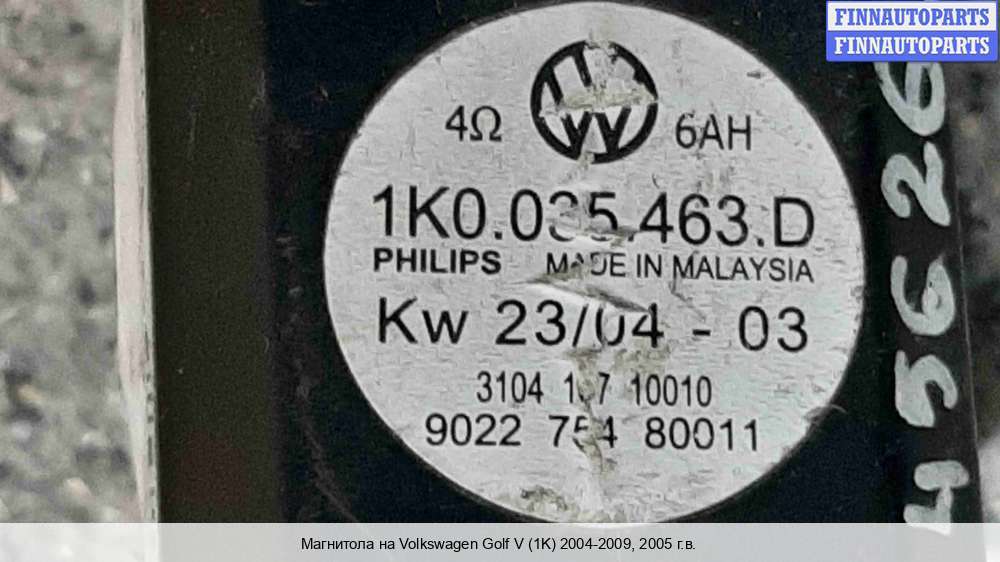 FINNAUTOPARTS
FINNAUTOPARTS
4Ω 6AH
1K0.035.463.D
PHILIPS MADE IN MALAYSIA
Kw 23/04 - 03
3104 10010
9022 754 80011
Магнитола на Volkswagen Golf V (1K) 2004-2009, 2005 г.в.